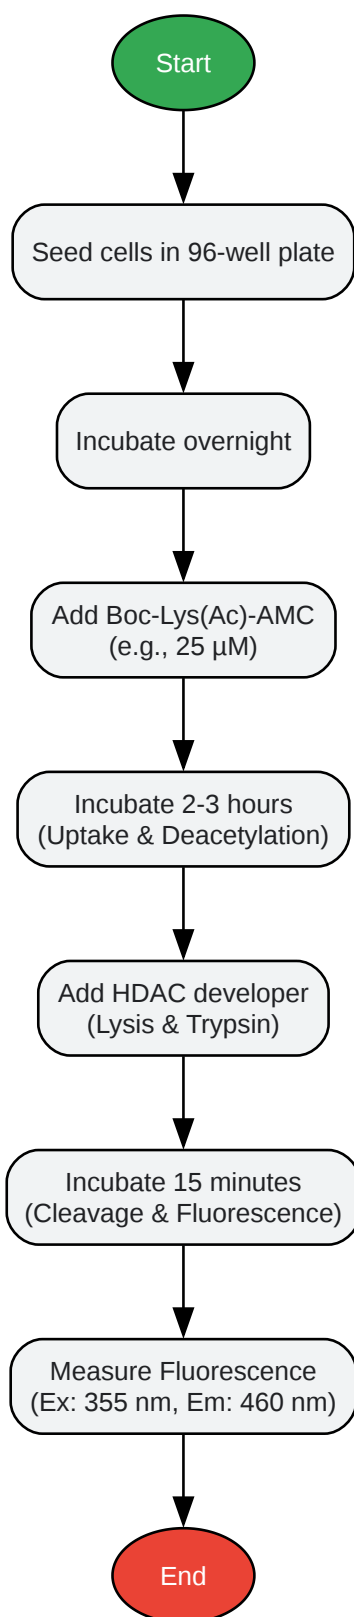 Start
Seed cells in 96-well plate
Incubate overnight
Add Boc-Lys(Ac)-AMC
(e.g., 25 µM)
Incubate 2-3 hours
(Uptake & Deacetylation)
Add HDAC developer
(Lysis & Trypsin)
Incubate 15 minutes
(Cleavage & Fluorescence)
Measure Fluorescence
(Ex: 355 nm, Em: 460 nm)
End